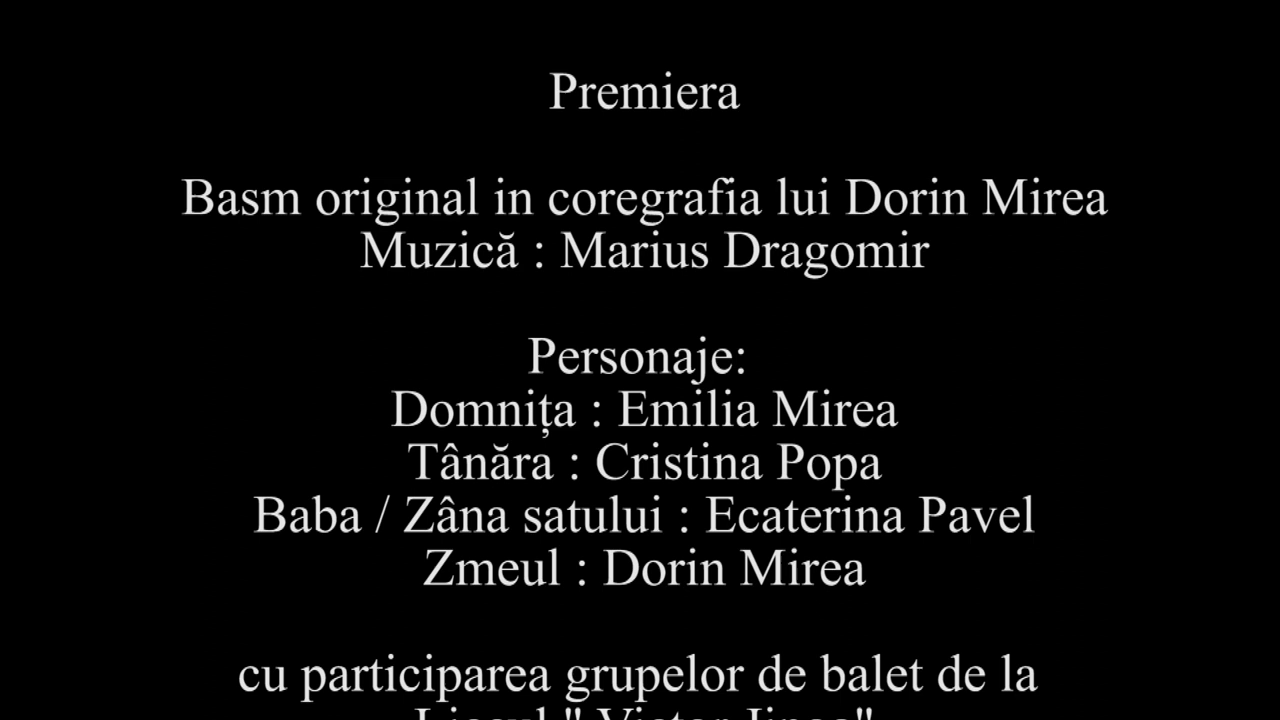 Premiera
Basm original in coregrafia lui Dorin Mirea
Muzică : Marius Dragomir
Personaje:
Domnița : Emilia Mirea
Tânăra : Cristina Popa
Baba / Zâna satului : Ecaterina Pavel
Zmeul : Dorin Mirea
cu participarea grupelor de balet de la